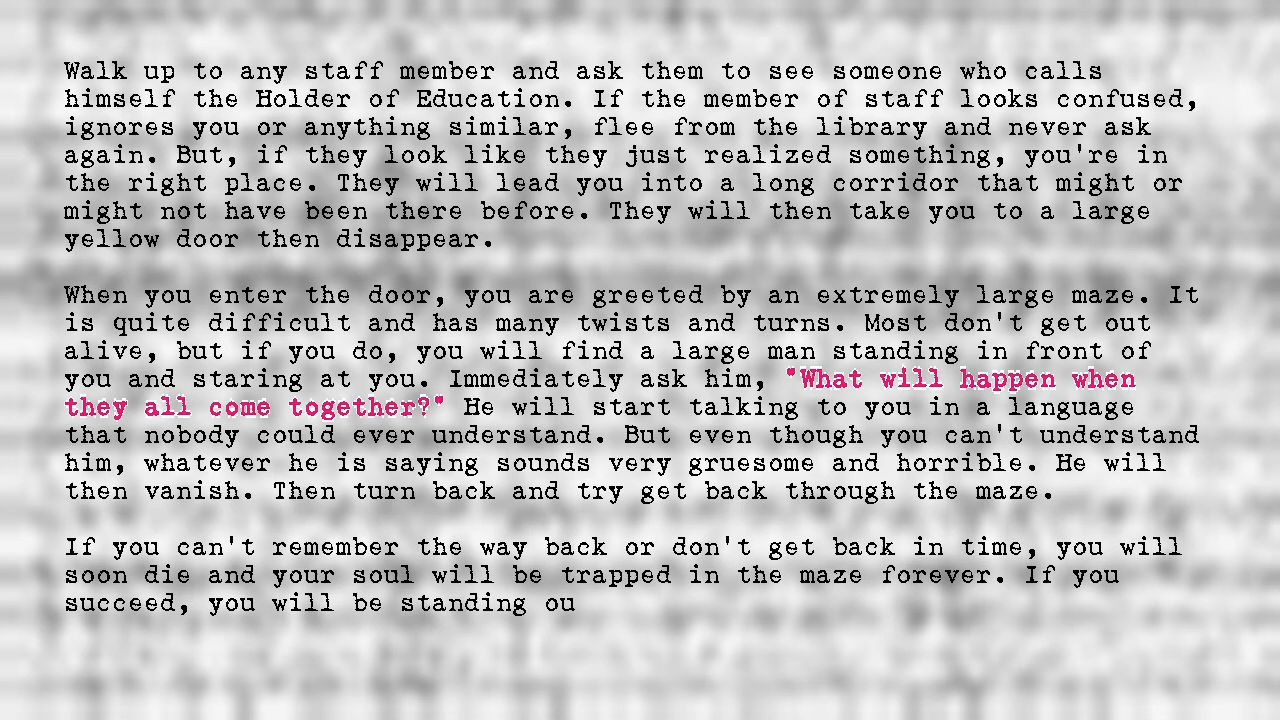 Walk up to any staff member and ask them to see someone who calls
himself the Holder of Education. If the member of staff looks confused,
ignores you or anything similar, flee from the library and never ask
again. But, if they look like they just realized something, you're in
the right place. They will lead you into a long corridor that might or
might not have been there before. They will then take you to a large
yellow door then disappear.

When you enter the door, you are greeted by an extremely large maze. It
is quite difficult and has many twists and turns. Most don't get out
alive, but if you do, you will find a large man standing in front of
you and staring at you. Immediately ask him, "What will happen when
they all come together?" He will start talking to you in a language
that nobody could ever understand. But even though you can't understand
him, whatever he is saying sounds very gruesome and horrible. He will
then vanish. Then turn back and try get back through the maze.

If you can't remember the way back or don't get back in time, you will
soon die and your soul will be trapped in the maze forever. If you
succeed, you will be standing ou